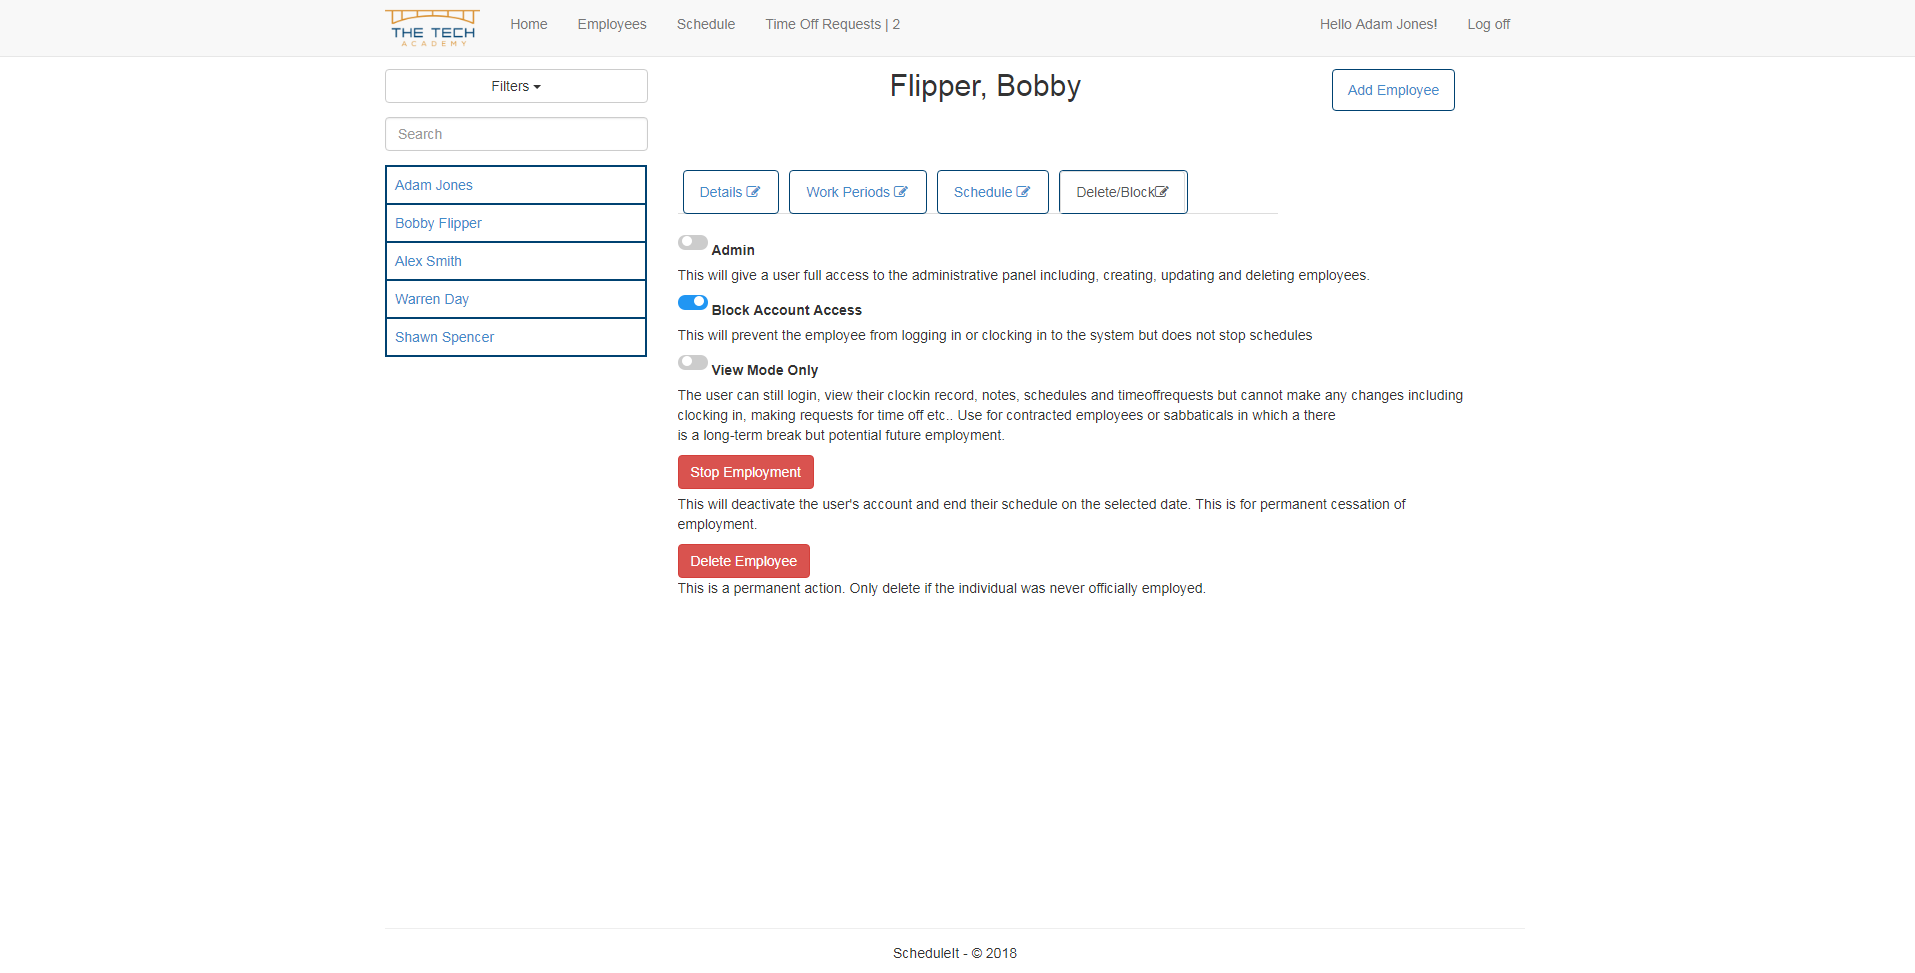 THE TECH
ACADEMY
Home Employees Schedule Time Off Requests | 2 Hello Adam Jones! Log off
Filters
Search
Adam Jones
Bobby Flipper
Alex Smith
Warren Day
Shawn Spencer
Flipper, Bobby
Add Employee
Details Work Periods Schedule Delete/Block
Admin
This will give a user full access to the administrative panel including, creating, updating and deleting employees.
Block Account Access
This will prevent the employee from logging in or clocking in to the system but does not stop schedules
View Mode Only
The user can still login, view their clockin record, notes, schedules and timeoffrequests but cannot make any changes including
clocking in, making requests for time off etc.. Use for contracted employees or sabbaticals in which a there
is a long-term break but potential future employment.
Stop Employment
This will deactivate the user's account and end their schedule on the selected date. This is for permanent cessation of
employment.
Delete Employee
This is a permanent action. Only delete if the individual was never officially employed.
ScheduleIt - © 2018